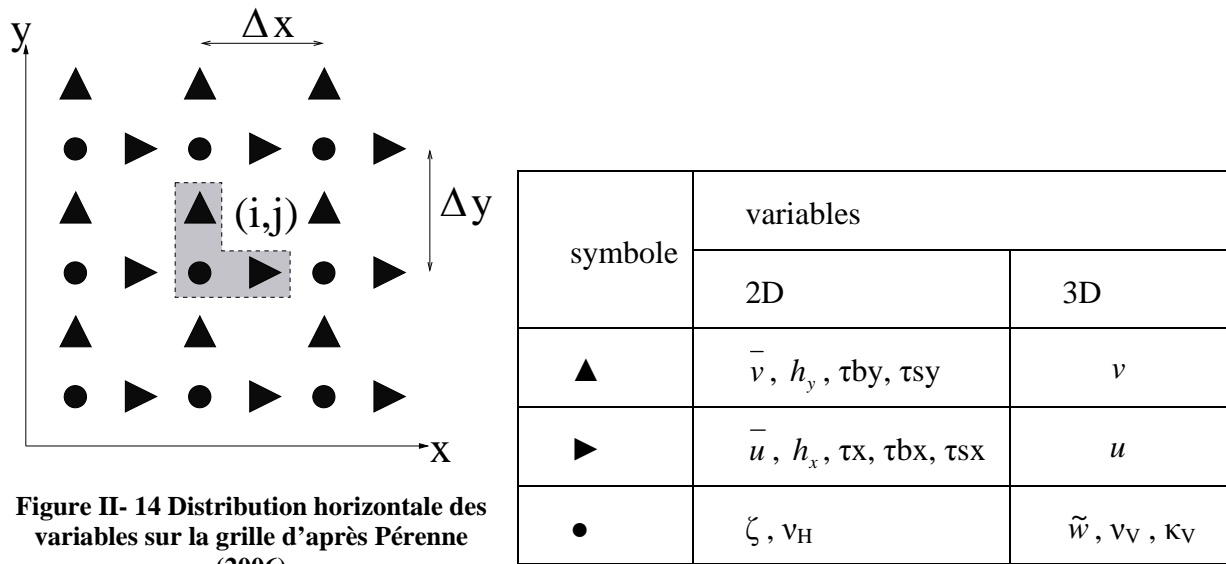 y
Δx
(i,j)
Δy
x
Figure II- 14 Distribution horizontale des
variables sur la grille d'après Pérenne
symbole
variables
2D
3D
▲
v̄ , h_y , τby, τsy
v
►
ū , h_x , τx, τbx, τsx
u
●
ζ , ν_H
w̃ , ν_V , κ_V